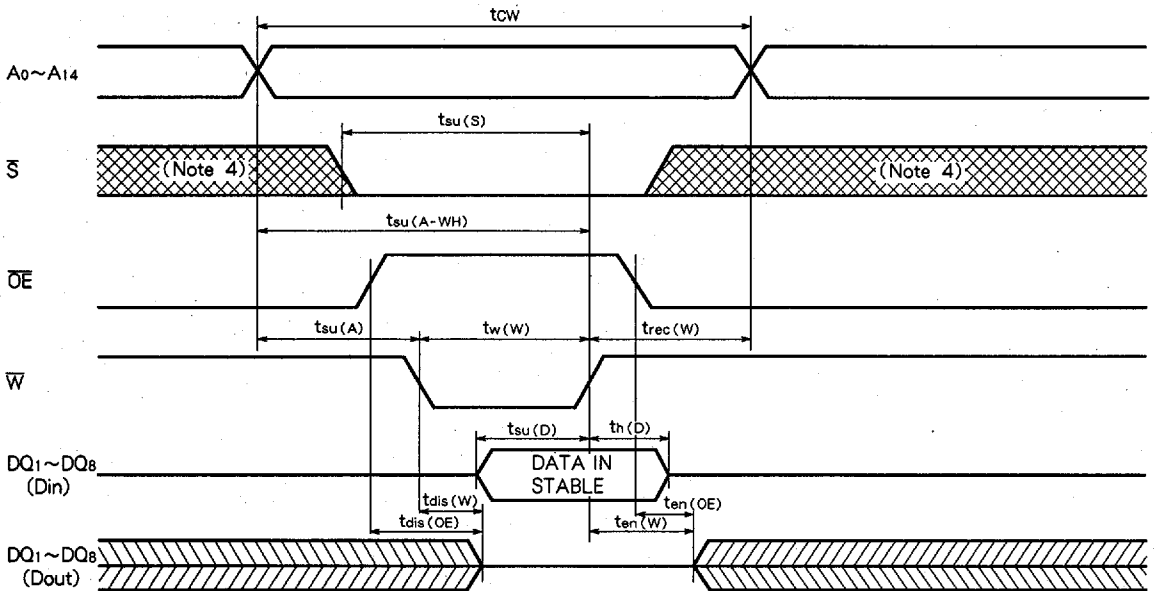 tCW
A0~A14
tsu(S)
S̅
(Note 4)
(Note 4)
tsu(A-WH)
O̅E̅
tsu(A)
tw(W)
trec(W)
W̅
tsu(D)
th(D)
DQ1~DQ8
(Din)
DATA IN
STABLE
tdis(W)
ten(OE)
tdis(OE)
ten(W)
DQ1~DQ8
(Dout)